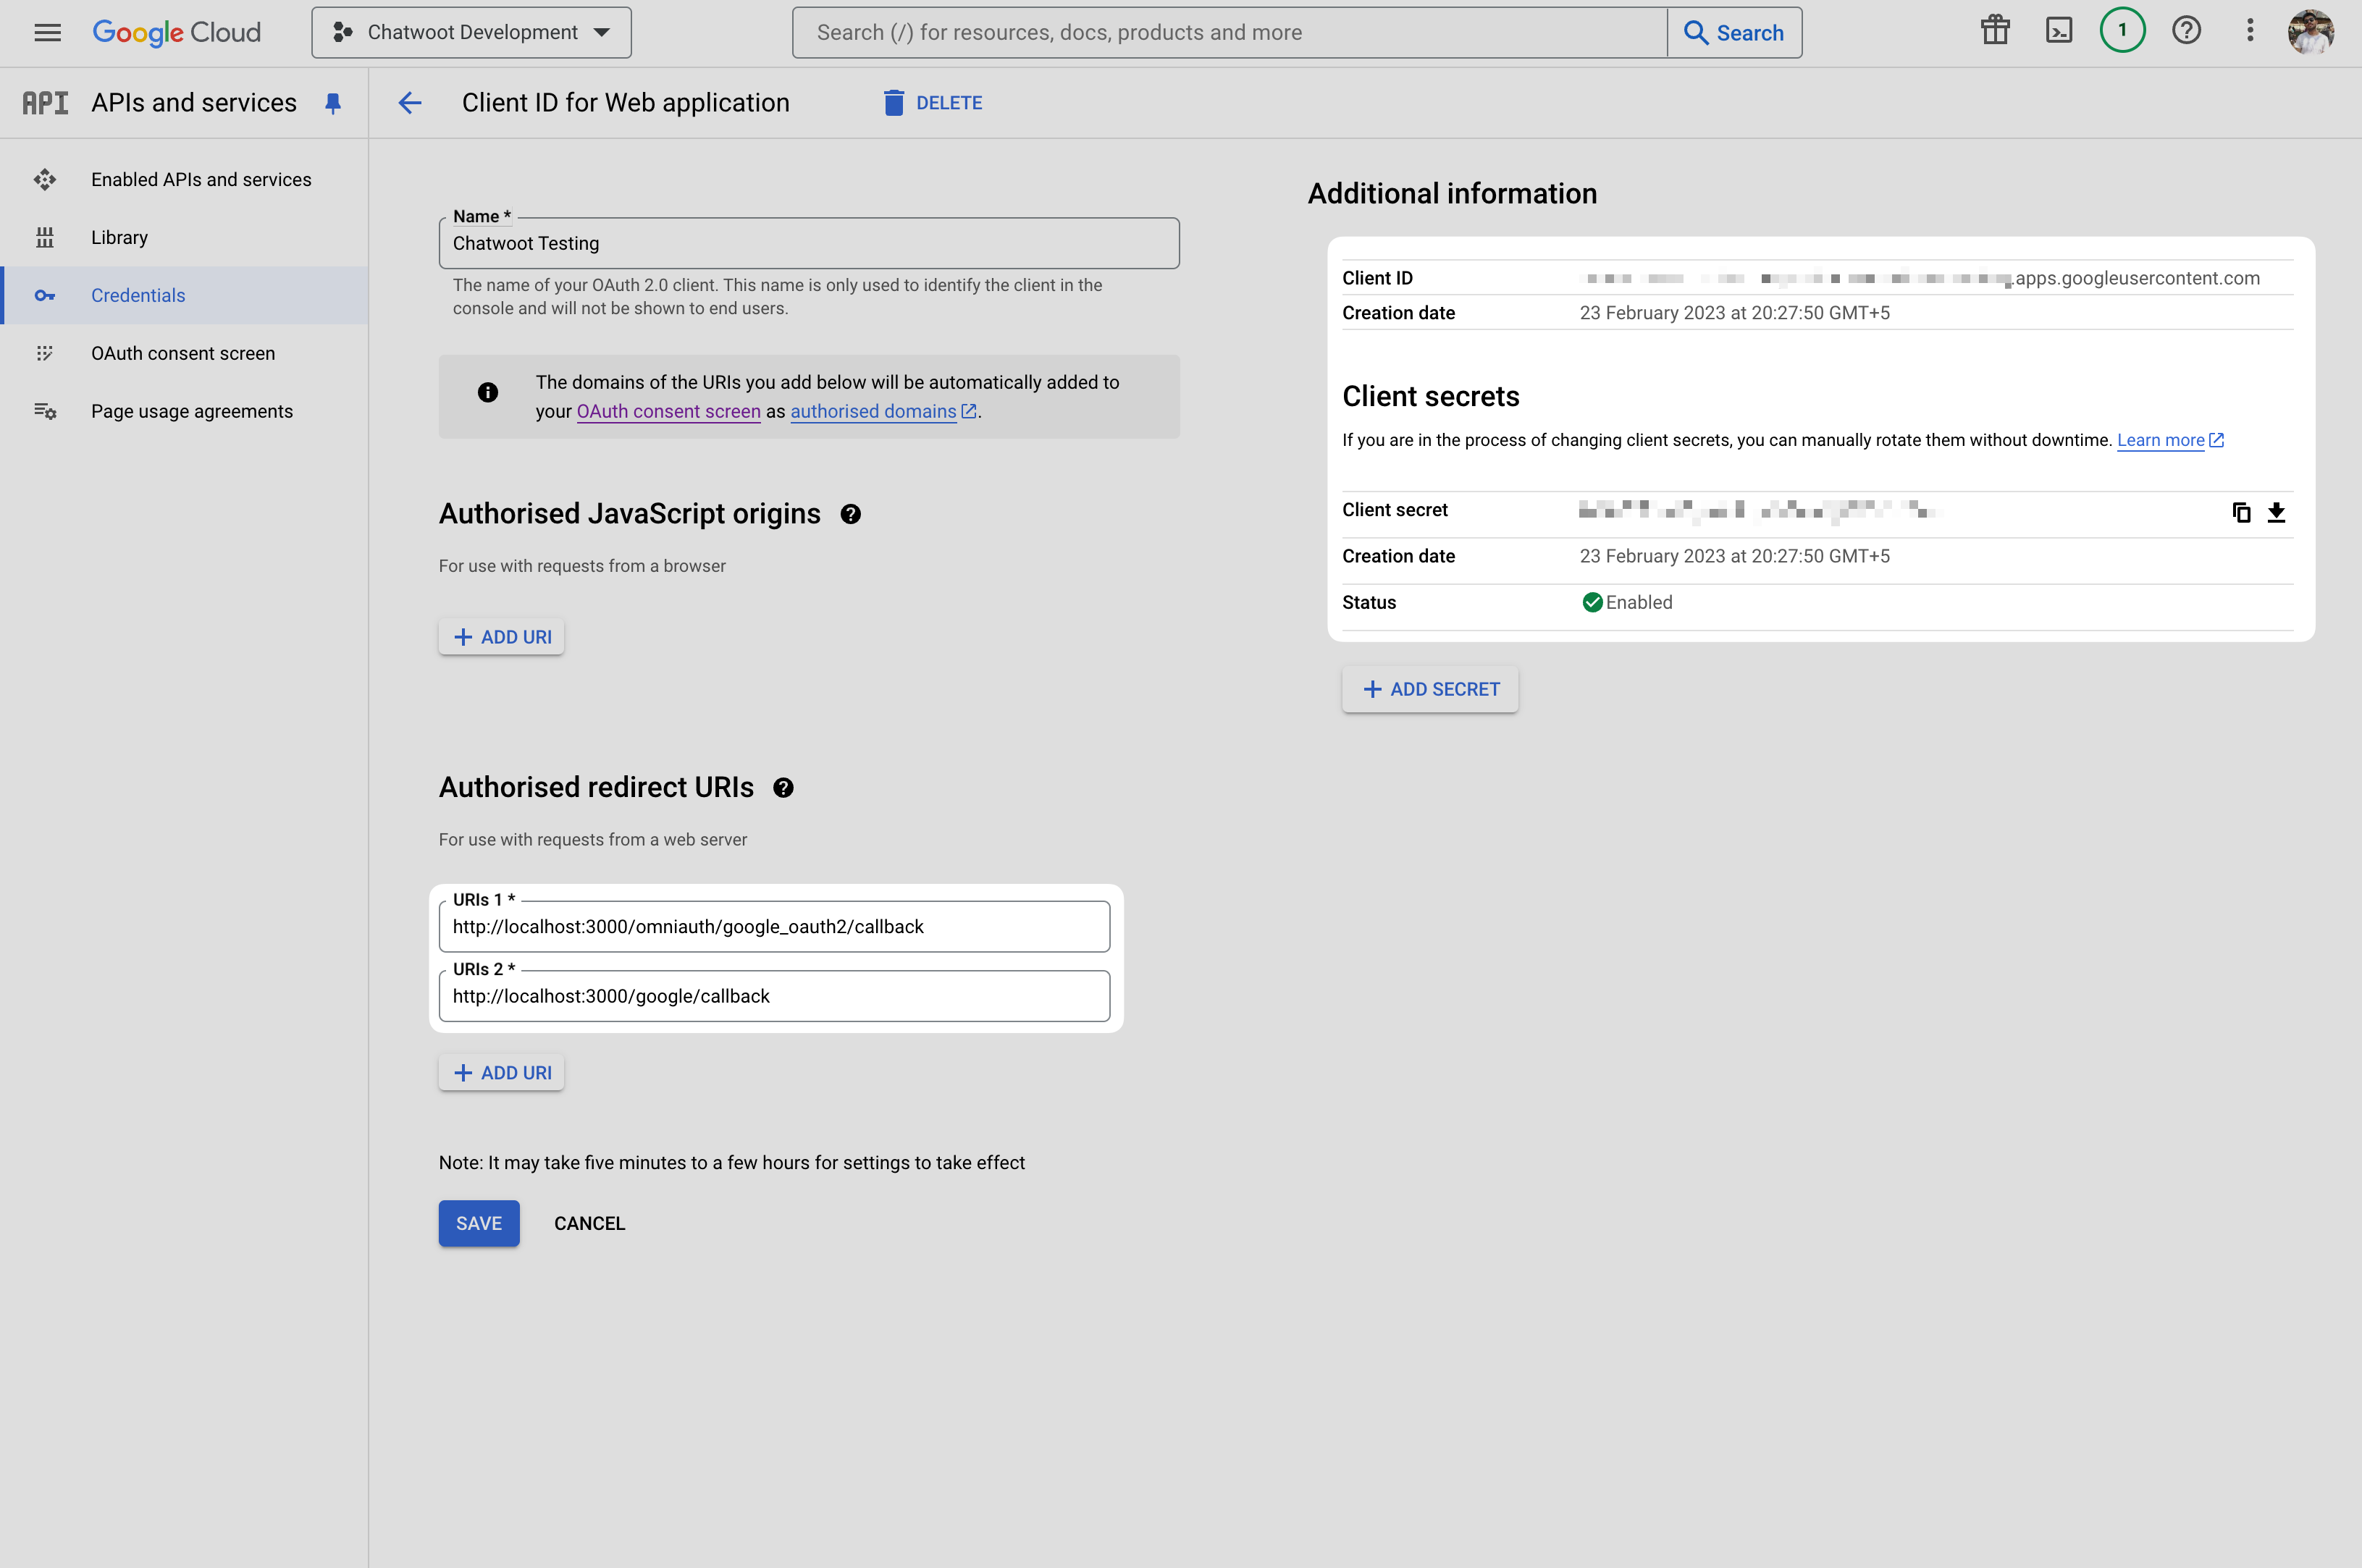 Google Cloud
Chatwoot Development
Search (/) for resources, docs, products and more
Search
1
API
APIs and services
Client ID for Web application
DELETE
Enabled APIs and services
Library
Credentials
OAuth consent screen
Page usage agreements
Name *
Chatwoot Testing
The name of your OAuth 2.0 client. This name is only used to identify the client in the
console and will not be shown to end users.
The domains of the URIs you add below will be automatically added to
your OAuth consent screen as authorised domains.
Authorised JavaScript origins
For use with requests from a browser
ADD URI
Authorised redirect URIs
For use with requests from a web server
URIs 1 *
http://localhost:3000/omniauth/google_oauth2/callback
URIs 2 *
http://localhost:3000/google/callback
ADD URI
Note: It may take five minutes to a few hours for settings to take effect
SAVE
CANCEL
Additional information
Client ID
.apps.googleusercontent.com
Creation date
23 February 2023 at 20:27:50 GMT+5
Client secrets
If you are in the process of changing client secrets, you can manually rotate them without downtime. Learn more
Client secret
Creation date
23 February 2023 at 20:27:50 GMT+5
Status
Enabled
ADD SECRET